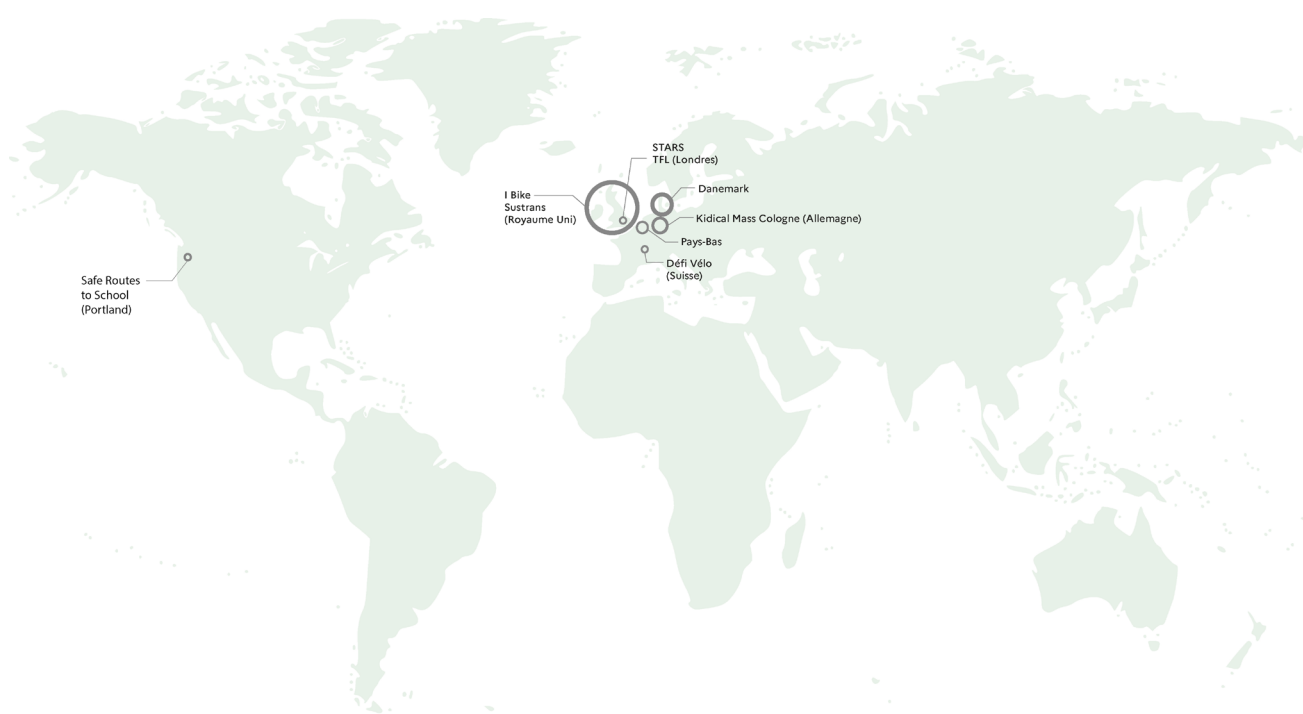 STARS
TFL (Londres)
I Bike
Sustrans
(Royaume Uni)
Danemark
Kidical Mass Cologne (Allemagne)
Pays-Bas
Défi Vélo
(Suisse)
Safe Routes
to School
(Portland)